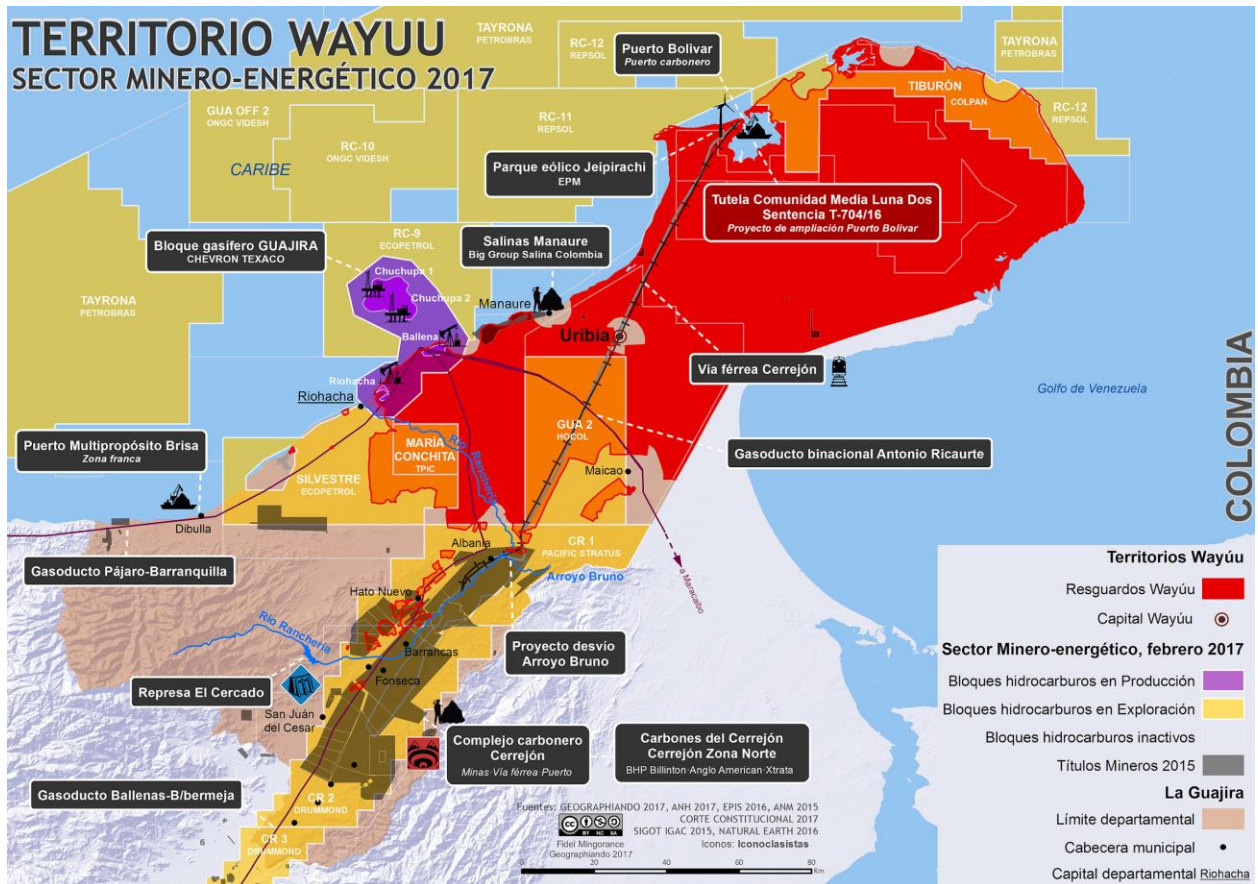 TERRITORIO WAYUU
SECTOR MINERO-ENERGÉTICO 2017
TAYRONA
PETROBRAS
RC-12
REPSOL
Puerto Bolivar
Puerto carbonero
TAYRONA
PETROBRAS
TIBURÓN
COLPAN
RC-12
REPSOL
GUA OFF 2
ONGC VIDESH
RC-11
REPSOL
RC-10
ONGC VIDESH
CARIBE
Parque eólico Jeipirachi
EPM
Tutela Comunidad Media Luna Dos
Sentencia T-704/16
Proyecto de ampliación Puerto Bolivar
RC-9
ECOPETROL
Bloque gasifero GUAJIRA
CHEVRON TEXACO
Salinas Manaure
Big Group Salina Colombia
Chuchupa 1
Chuchupa 2
TAYRONA
PETROBRAS
Manaure
Uribia
Ballena
Vía férrea Cerrejón
Golfo de Venezuela
COLOMBIA
Riohacha
Riohacha
GUA 2
HOCOL
Río Ranchería
MARÍA
CONCHITA
TPIC
Puerto Multipropósito Brisa
Zona franca
Gasoducto binacional Antonio Ricaurte
SILVESTRE
ECOPETROL
Maicao
Dibulla
CR 1
PACIFIC STRATUS
Albania
Gasoducto Pájaro-Barranquilla
Arroyo Bruno
a Maracaibo
Hato Nuevo
Río Ranchería
Barrancas
Proyecto desvío
Arroyo Bruno
Fonseca
Represa El Cercado
San Juán
del Cesar
Complejo carbonero
Cerrejón
Minas·Vía férrea·Puerto
Carbones del Cerrejón
Cerrejón Zona Norte
BHP Billinton·Anglo American·Xtrata
Gasoducto Ballenas-B/bermeja
CR 2
DRUMMOND
CR 3
DRUMMOND
Territorios Wayúu
Resguardos Wayúu
Capital Wayúu
Sector Minero-energético, febrero 2017
Bloques hidrocarburos en Producción
Bloques hidrocarburos en Exploración
Bloques hidrocarburos inactivos
Títulos Mineros 2015
La Guajira
Límite departamental
Cabecera municipal
Capital departamental Riohacha
Fuentes: GEOGRAPHIANDO 2017, ANH 2017, EPIS 2016, ANM 2015
CORTE CONSTITUCIONAL 2017
SIGOT IGAC 2015, NATURAL EARTH 2016
Iconos: Iconoclasistas
cc BY NC SA
Fidel Mingorance
Geographiando 2017
0 20 40 60 80
Km